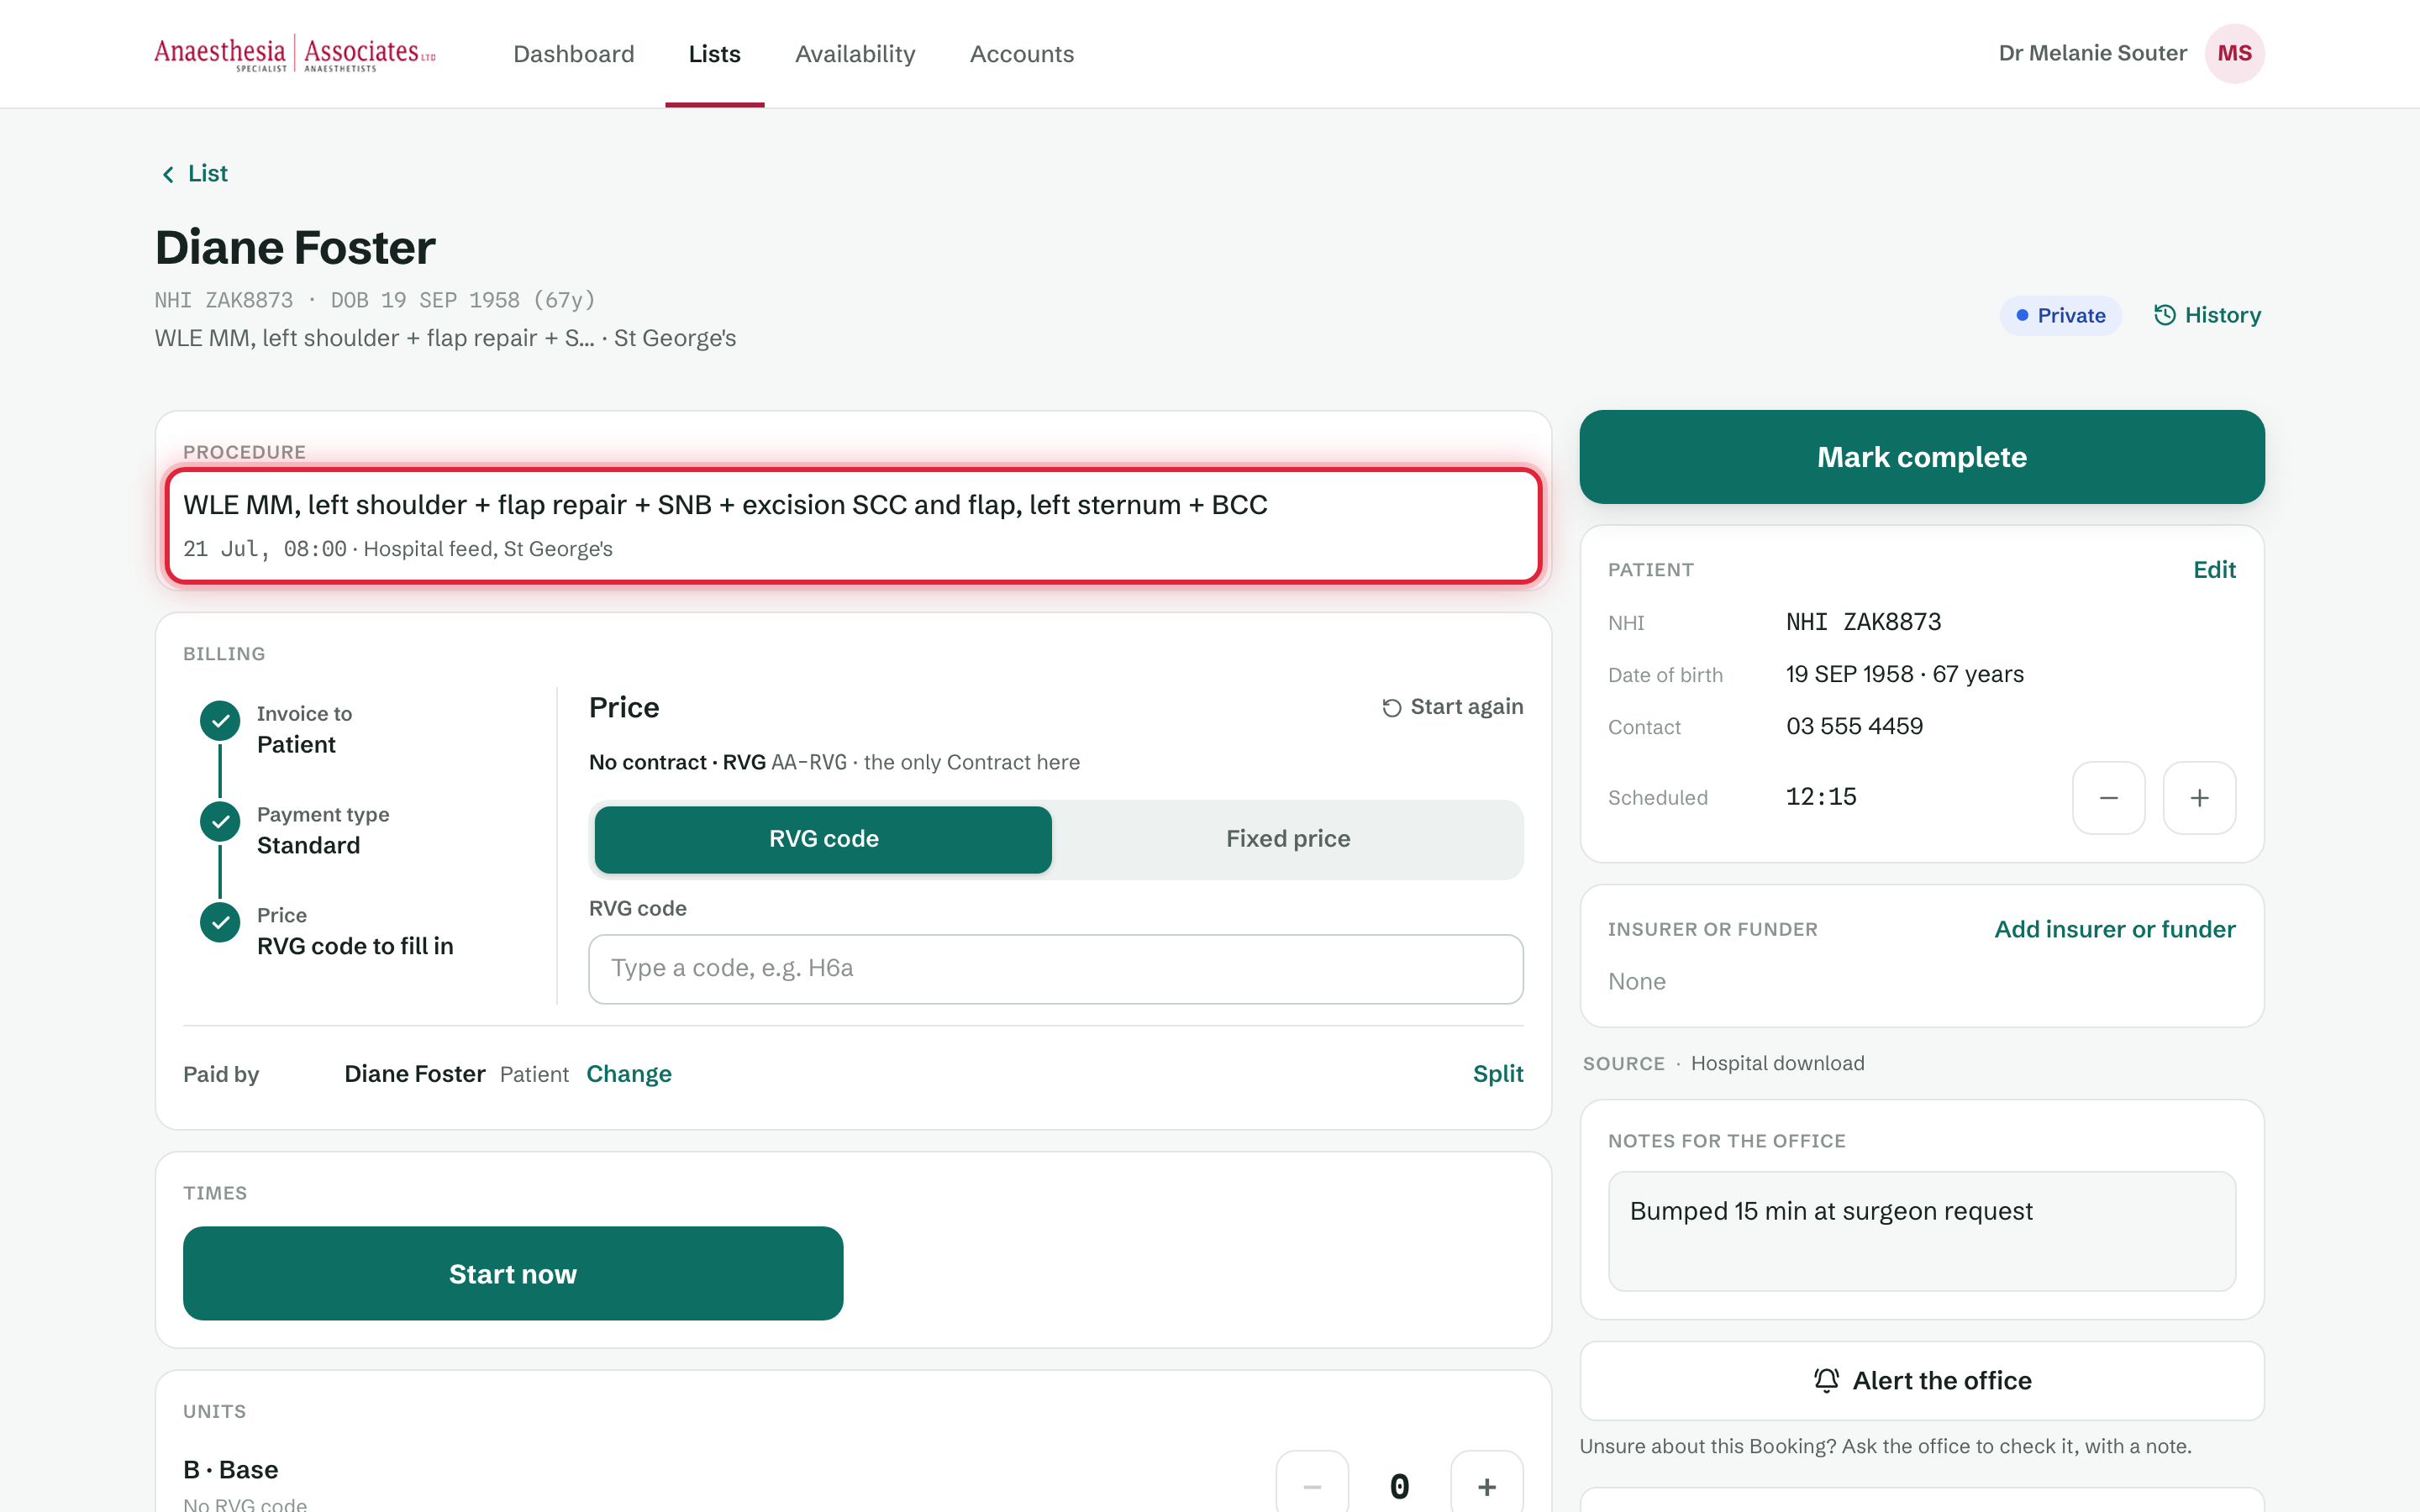 Anaesthesia Associates LTD
SPECIALIST ANAESTHETISTS
Dashboard
Lists
Availability
Accounts
Dr Melanie Souter
MS
List
Diane Foster
NHI ZAK8873 · DOB 19 SEP 1958 (67y)
WLE MM, left shoulder + flap repair + S... · St George's
Private
History
PROCEDURE
WLE MM, left shoulder + flap repair + SNB + excision SCC and flap, left sternum + BCC
21 Jul, 08:00 · Hospital feed, St George's
BILLING
Invoice to
Patient
Payment type
Standard
Price
RVG code to fill in
Price
Start again
No contract · RVG AA-RVG · the only Contract here
RVG code
Fixed price
RVG code
Type a code, e.g. H6a
Paid by
Diane Foster Patient Change
Split
TIMES
Start now
UNITS
B · Base
No RVG code
− 0 +
Mark complete
PATIENT
Edit
NHI
NHI ZAK8873
Date of birth
19 SEP 1958 · 67 years
Contact
03 555 4459
Scheduled
12:15
− +
INSURER OR FUNDER
Add insurer or funder
None
SOURCE · Hospital download
NOTES FOR THE OFFICE
Bumped 15 min at surgeon request
Alert the office
Unsure about this Booking? Ask the office to check it, with a note.